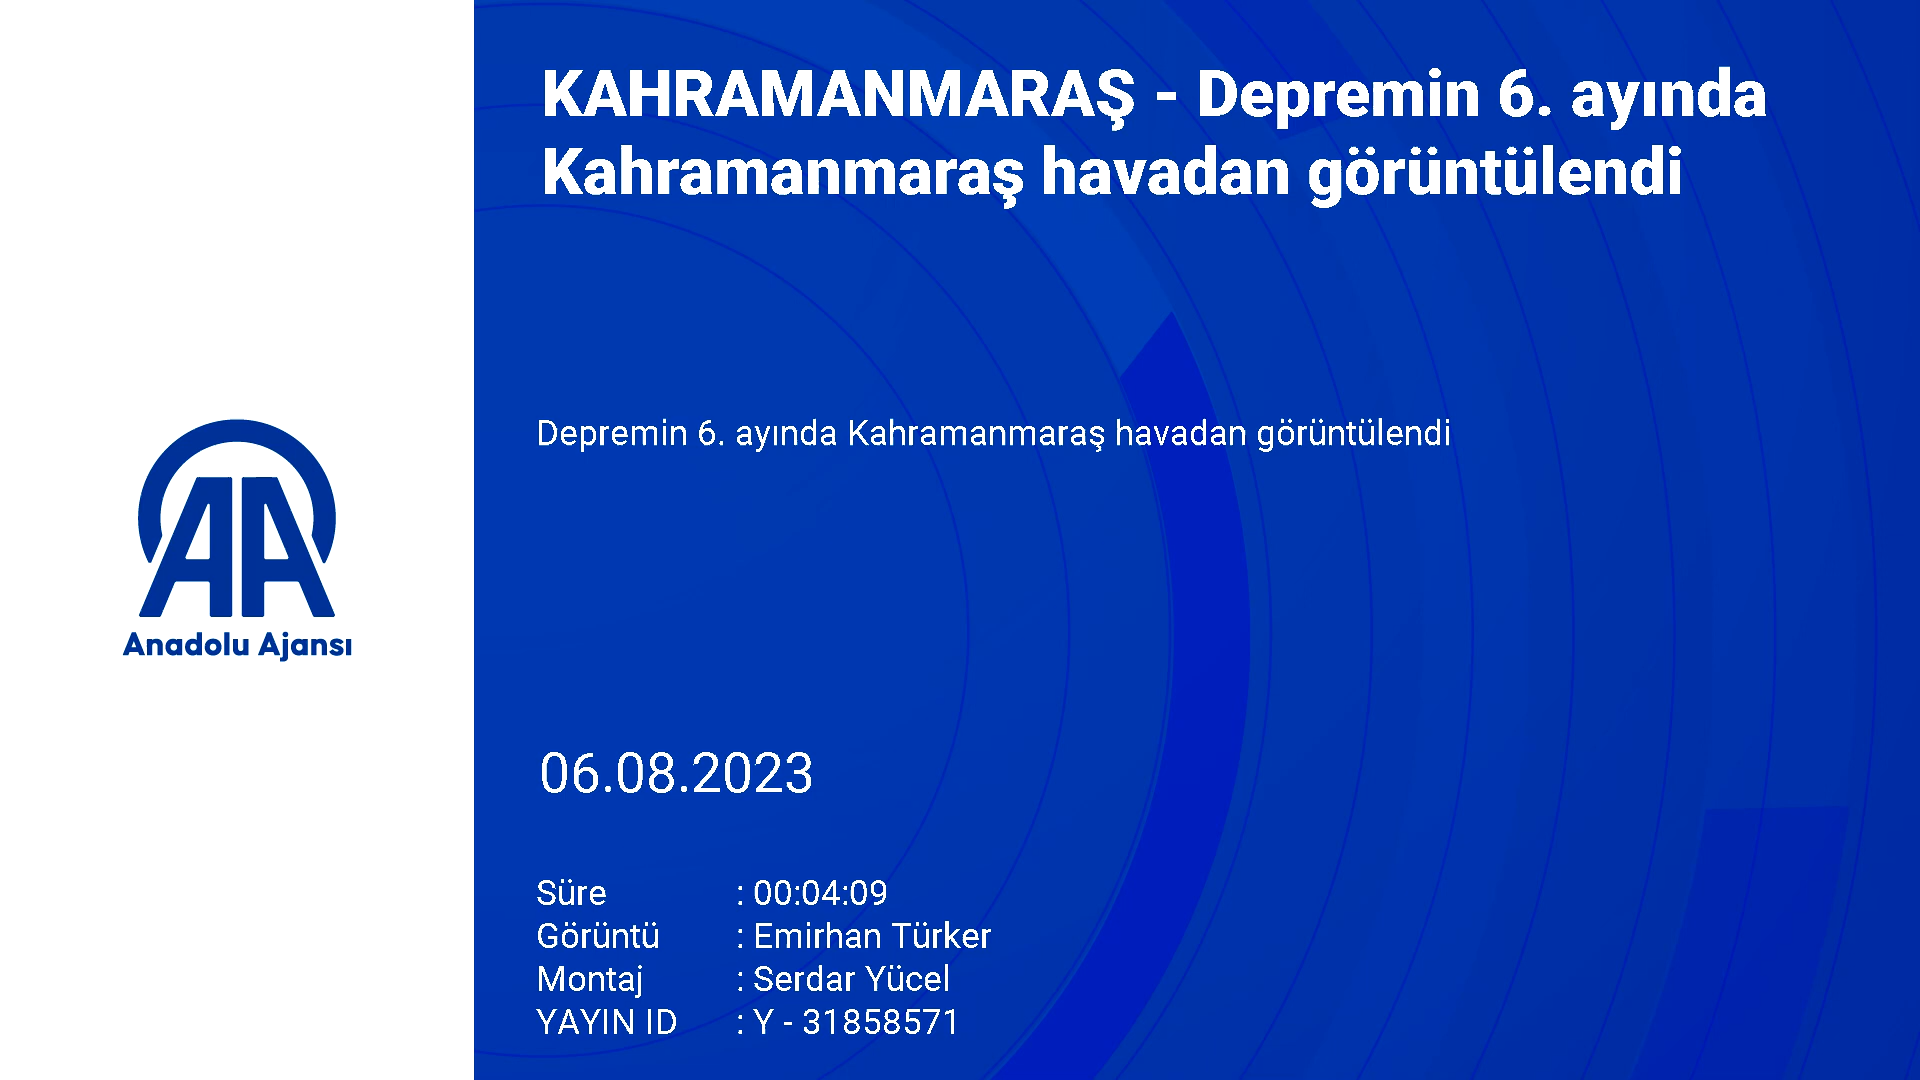 KAHRAMANMARAŞ - Depremin 6. ayında
Kahramanmaraş havadan görüntülendi
Depremin 6. ayında Kahramanmaraş havadan görüntülendi
AA
Anadolu Ajansı
06.08.2023
Süre : 00:04:09
Görüntü : Emirhan Türker
Montaj : Serdar Yücel
YAYIN ID : Y - 31858571